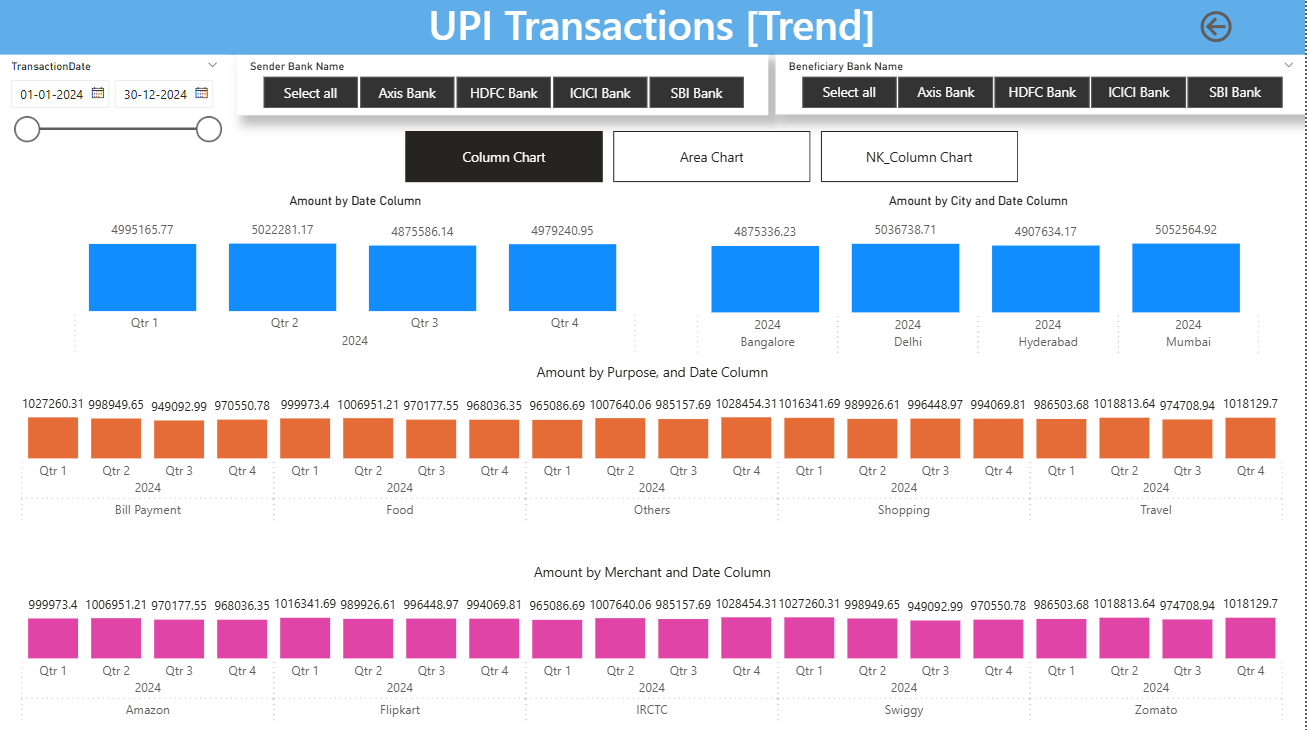 UPI Transactions [Trend]
TransactionDate
01-01-2024 30-12-2024
Sender Bank Name
Select all Axis Bank HDFC Bank ICICI Bank SBI Bank
Beneficiary Bank Name
Select all Axis Bank HDFC Bank ICICI Bank SBI Bank
Column Chart Area Chart NK_Column Chart
Amount by Date Column
4995165.77 5022281.17 4875586.14 4979240.95
Qtr 1 Qtr 2 Qtr 3 Qtr 4
2024
Amount by City and Date Column
4875336.23 5036738.71 4907634.17 5052564.92
2024 2024 2024 2024
Bangalore Delhi Hyderabad Mumbai
Amount by Purpose, and Date Column
1027260.31 998949.65 949092.99 970550.78 999973.4 1006951.21 970177.55 968036.35 965086.69 1007640.06 985157.69 1028454.31 1016341.69 989926.61 996448.97 994069.81 986503.68 1018813.64 974708.94 1018129.7
Qtr 1 Qtr 2 Qtr 3 Qtr 4 Qtr 1 Qtr 2 Qtr 3 Qtr 4 Qtr 1 Qtr 2 Qtr 3 Qtr 4 Qtr 1 Qtr 2 Qtr 3 Qtr 4 Qtr 1 Qtr 2 Qtr 3 Qtr 4
2024 2024 2024 2024 2024
Bill Payment Food Others Shopping Travel
Amount by Merchant and Date Column
999973.4 1006951.21 970177.55 968036.35 1016341.69 989926.61 996448.97 994069.81 965086.69 1007640.06 985157.69 1028454.31 1027260.31 998949.65 949092.99 970550.78 986503.68 1018813.64 974708.94 1018129.7
Qtr 1 Qtr 2 Qtr 3 Qtr 4 Qtr 1 Qtr 2 Qtr 3 Qtr 4 Qtr 1 Qtr 2 Qtr 3 Qtr 4 Qtr 1 Qtr 2 Qtr 3 Qtr 4 Qtr 1 Qtr 2 Qtr 3 Qtr 4
2024 2024 2024 2024 2024
Amazon Flipkart IRCTC Swiggy Zomato